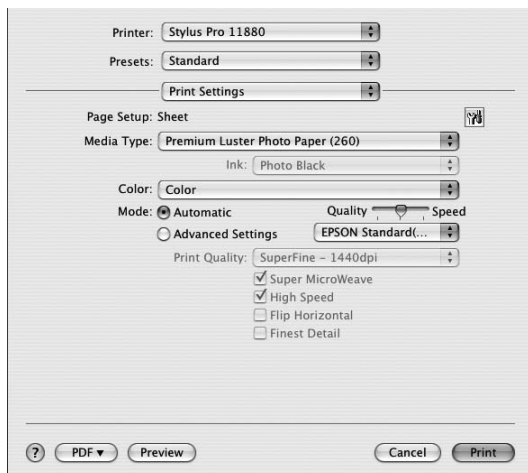 Printer: Stylus Pro 11880
Presets: Standard
Print Settings
Page Setup: Sheet
Media Type: Premium Luster Photo Paper (260)
Ink: Photo Black
Color: Color
Mode: Automatic Quality Speed
Advanced Settings EPSON Standard(...
Print Quality: SuperFine - 1440dpi
Super MicroWeave
High Speed
Flip Horizontal
Finest Detail
? PDF ▼ Preview Cancel Print